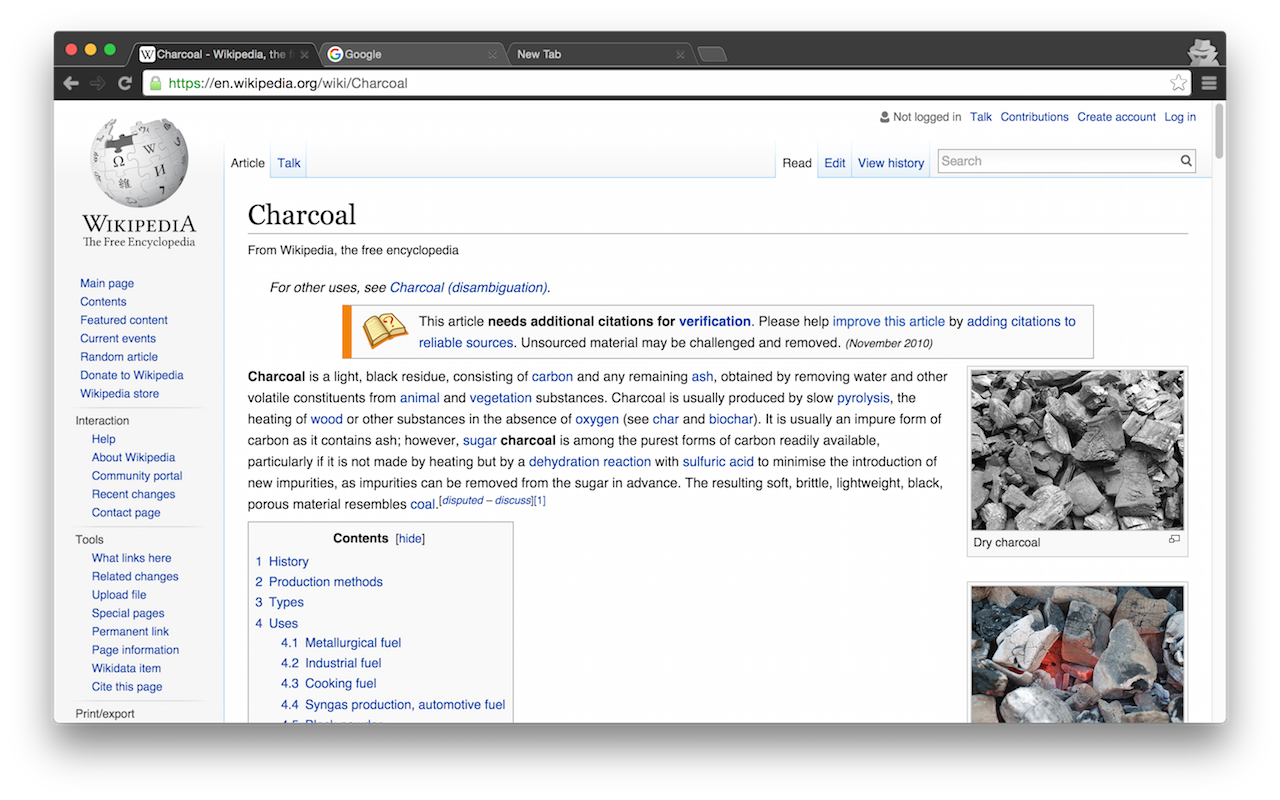 Charcoal - Wikipedia, the f
Google
New Tab
https://en.wikipedia.org/wiki/Charcoal
Not logged in Talk Contributions Create account Log in
Article Talk Read Edit View history Search
WIKIPEDIA
The Free Encyclopedia
Main page
Contents
Featured content
Current events
Random article
Donate to Wikipedia
Wikipedia store
Interaction
Help
About Wikipedia
Community portal
Recent changes
Contact page
Tools
What links here
Related changes
Upload file
Special pages
Permanent link
Page information
Wikidata item
Cite this page
Print/export
Charcoal
From Wikipedia, the free encyclopedia
For other uses, see Charcoal (disambiguation).
This article needs additional citations for verification. Please help improve this article by adding citations to
reliable sources. Unsourced material may be challenged and removed. (November 2010)
Charcoal is a light, black residue, consisting of carbon and any remaining ash, obtained by removing water and other
volatile constituents from animal and vegetation substances. Charcoal is usually produced by slow pyrolysis, the
heating of wood or other substances in the absence of oxygen (see char and biochar). It is usually an impure form of
carbon as it contains ash; however, sugar charcoal is among the purest forms of carbon readily available,
particularly if it is not made by heating but by a dehydration reaction with sulfuric acid to minimise the introduction of
new impurities, as impurities can be removed from the sugar in advance. The resulting soft, brittle, lightweight, black,
porous material resembles coal.[disputed – discuss][1]
Contents [hide]
1 History
2 Production methods
3 Types
4 Uses
4.1 Metallurgical fuel
4.2 Industrial fuel
4.3 Cooking fuel
4.4 Syngas production, automotive fuel
Dry charcoal